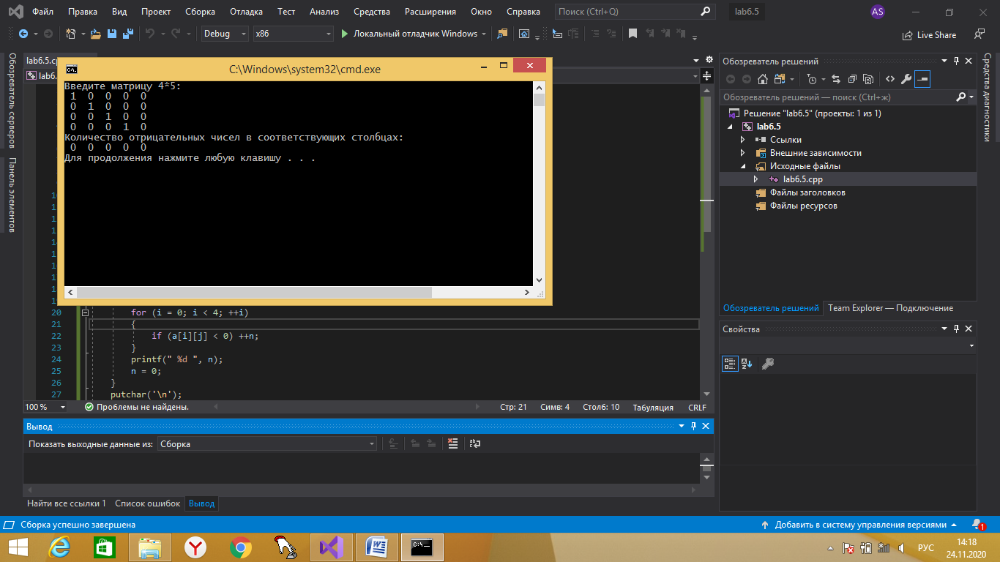 Файл Правка Вид Проект Сборка Отладка Тест Анализ Средства Расширения Окно Справка Поиск (Ctrl+Q) lab6.5 AS
Debug x86 Локальный отладчик Windows Live Share
Обозреватель серверов
Панель элементов
lab6.5.cp
lab6.
C:\Windows\system32\cmd.exe
Введите матрицу 4*5:
1 0 0 0 0
0 1 0 0 0
0 0 1 0 0
0 0 0 1 0
Количество отрицательных чисел в соответствующих столбцах:
0 0 0 0 0
Для продолжения нажмите любую клавишу . . .
20 for (i = 0; i < 4; ++i)
21 {
22 if (a[i][j] < 0) ++n;
23 }
24 printf(" %d ", n);
25 n = 0;
26 }
27 putchar('\n');
100 % Проблемы не найдены. Стр: 21 Симв: 4 Столб: 10 Табуляция CRLF
Вывод
Показать выходные данные из: Сборка
Найти все ссылки 1 Список ошибок Вывод
Обозреватель решений
Обозреватель решений — поиск (Ctrl+ж)
Решение "lab6.5" (проекты: 1 из 1)
lab6.5
Ссылки
Внешние зависимости
Исходные файлы
lab6.5.cpp
Файлы заголовков
Файлы ресурсов
Обозреватель решений Team Explorer — Подключение
Свойства
Средства диагностики
Сборка успешно завершена Добавить в систему управления версиями 1
РУС 14:18
24.11.2020